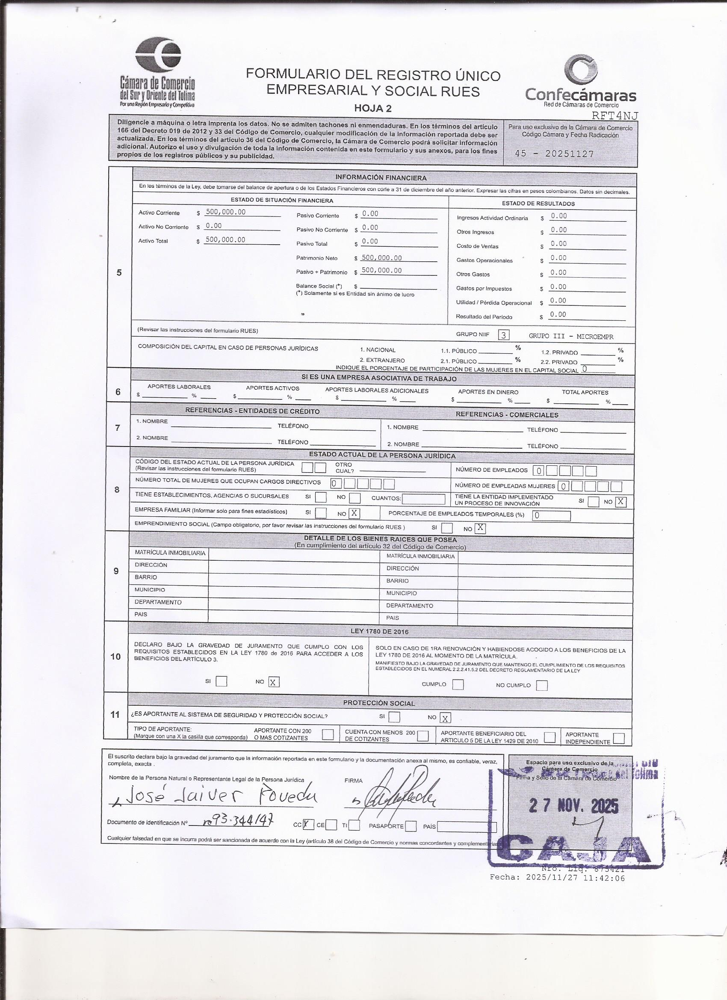 Cámara de Comercio
del Sur y Oriente del Tolima
Por una Región Empresaria y Competitiva
FORMULARIO DEL REGISTRO ÚNICO
EMPRESARIAL Y SOCIAL RUES
HOJA 2
Confecámaras
Red de Cámaras de Comercio
RFT4NJ
Diligencie a máquina o letra imprenta los datos. No se admiten tachones ni enmendaduras. En los términos del artículo
166 del Decreto 019 de 2012 y 33 del Código de Comercio, cualquier modificación de la información reportada debe ser
actualizada. En los términos del artículo 36 del Código de Comercio, la Cámara de Comercio podrá solicitar información
adicional. Autorizo el uso y divulgación de toda la información contenida en este formulario y sus anexos, para los fines
propios de los registros públicos y su publicidad.
Para uso exclusivo de la Cámara de Comercio
Código Cámara y Fecha Radicación
45 - 20251127
5
INFORMACIÓN FINANCIERA
En los términos de la Ley, debe tomarse del balance de apertura o de los Estados Financieros con corte a 31 de diciembre del año anterior. Expresar las cifras en pesos colombianos. Datos sin decimales.
ESTADO DE SITUACIÓN FINANCIERA
Activo Corriente $ 500,000.00
Activo No Corriente $ 0.00
Activo Total $ 500,000.00
Pasivo Corriente $ 0.00
Pasivo No Corriente $ 0.00
Pasivo Total $ 0.00
Patrimonio Neto $ 500,000.00
Pasivo + Patrimonio $ 500,000.00
Balance Social (*) $
(*) Solamente si es Entidad sin ánimo de lucro
ESTADO DE RESULTADOS
Ingresos Actividad Ordinaria $ 0.00
Otros Ingresos $ 0.00
Costo de Ventas $ 0.00
Gastos Operacionales $ 0.00
Otros Gastos $ 0.00
Gastos por Impuestos $ 0.00
Utilidad / Pérdida Operacional $ 0.00
Resultado del Período $ 0.00
(Revisar las instrucciones del formulario RUES) GRUPO NIIF 3 GRUPO III - MICROEMPR
COMPOSICIÓN DEL CAPITAL EN CASO DE PERSONAS JURÍDICAS 1. NACIONAL 1.1. PÚBLICO % 1.2. PRIVADO %
2. EXTRANJERO 2.1. PÚBLICO % 2.2. PRIVADO %
INDIQUE EL PORCENTAJE DE PARTICIPACIÓN DE LAS MUJERES EN EL CAPITAL SOCIAL 0
6
SI ES UNA EMPRESA ASOCIATIVA DE TRABAJO
APORTES LABORALES APORTES ACTIVOS APORTES LABORALES ADICIONALES APORTES EN DINERO TOTAL APORTES
$ % $ % $ % $ % $ %
7
REFERENCIAS - ENTIDADES DE CRÉDITO
1. NOMBRE TELÉFONO
2. NOMBRE TELÉFONO
REFERENCIAS - COMERCIALES
1. NOMBRE TELÉFONO
2. NOMBRE TELÉFONO
8
ESTADO ACTUAL DE LA PERSONA JURÍDICA
CÓDIGO DEL ESTADO ACTUAL DE LA PERSONA JURÍDICA
(Revisar las instrucciones del formulario RUES)
OTRO
CUAL?
NÚMERO DE EMPLEADOS 0
NÚMERO TOTAL DE MUJERES QUE OCUPAN CARGOS DIRECTIVOS 0
NÚMERO DE EMPLEADAS MUJERES 0
TIENE ESTABLECIMIENTOS, AGENCIAS O SUCURSALES SI NO CUANTOS:
TIENE LA ENTIDAD IMPLEMENTADO
UN PROCESO DE INNOVACIÓN SI NO X
EMPRESA FAMILIAR (Informar solo para fines estadísticos) SI NO X
PORCENTAJE DE EMPLEADOS TEMPORALES (%) 0
EMPRENDIMIENTO SOCIAL (Campo obligatorio, por favor revisar las instrucciones del formulario RUES ) SI NO X
9
DETALLE DE LOS BIENES RAICES QUE POSEA
(En cumplimiento del artículo 32 del Código de Comercio)
MATRÍCULA INMOBILIARIA MATRÍCULA INMOBILIARIA
DIRECCIÓN DIRECCIÓN
BARRIO BARRIO
MUNICIPIO MUNICIPIO
DEPARTAMENTO DEPARTAMENTO
PAIS PAIS
10
LEY 1780 DE 2016
DECLARO BAJO LA GRAVEDAD DE JURAMENTO QUE CUMPLO CON LOS
REQUISITOS ESTABLECIDOS EN LA LEY 1780 de 2016 PARA ACCEDER A LOS
BENEFICIOS DEL ARTÍCULO 3.
SI NO X
SOLO EN CASO DE 1RA RENOVACIÓN Y HABIENDOSE ACOGIDO A LOS BENEFICIOS DE LA
LEY 1780 DE 2016 AL MOMENTO DE LA MATRÍCULA.
MANIFIESTO BAJO LA GRAVEDAD DE JURAMENTO QUE MANTENGO EL CUMPLIMIENTO DE LOS REQUISITOS
ESTABLECIDOS EN EL NUMERAL 2.2.2.41.5.2 DEL DECRETO REGLAMENTARIO DE LA LEY
CUMPLO NO CUMPLO
11
PROTECCIÓN SOCIAL
¿ES APORTANTE AL SISTEMA DE SEGURIDAD Y PROTECCIÓN SOCIAL? SI NO X
TIPO DE APORTANTE:
(Marque con una X la casilla que corresponda)
APORTANTE CON 200
O MAS COTIZANTES
CUENTA CON MENOS 200
DE COTIZANTES
APORTANTE BENEFICIARIO DEL
ARTICULO 5 DE LA LEY 1429 DE 2010
APORTANTE
INDEPENDIENTE
El suscrito declara bajo la gravedad del juramento que la información reportada en este formulario y la documentación anexa al mismo, es confiable, veraz,
completa, exacta .
Nombre de la Persona Natural o Representante Legal de la Persona Jurídica FIRMA
José Jaiver Poveda
Documento de identificación N° 93.344147 CC X CE TI PASAPORTE PAÍS
Cualquier falsedad en que se incurra podrá ser sancionada de acuerdo con la Ley (artículo 38 del Código de Comercio y normas concordantes y complementarias
Espacio para uso exclusivo de la
Cámara de Comercio
Firma y Sello de la Cámara de Comercio
del Tolima
27 NOV. 2025
CAJA
Nro. Liq. 875421
Fecha: 2025/11/27 11:42:06